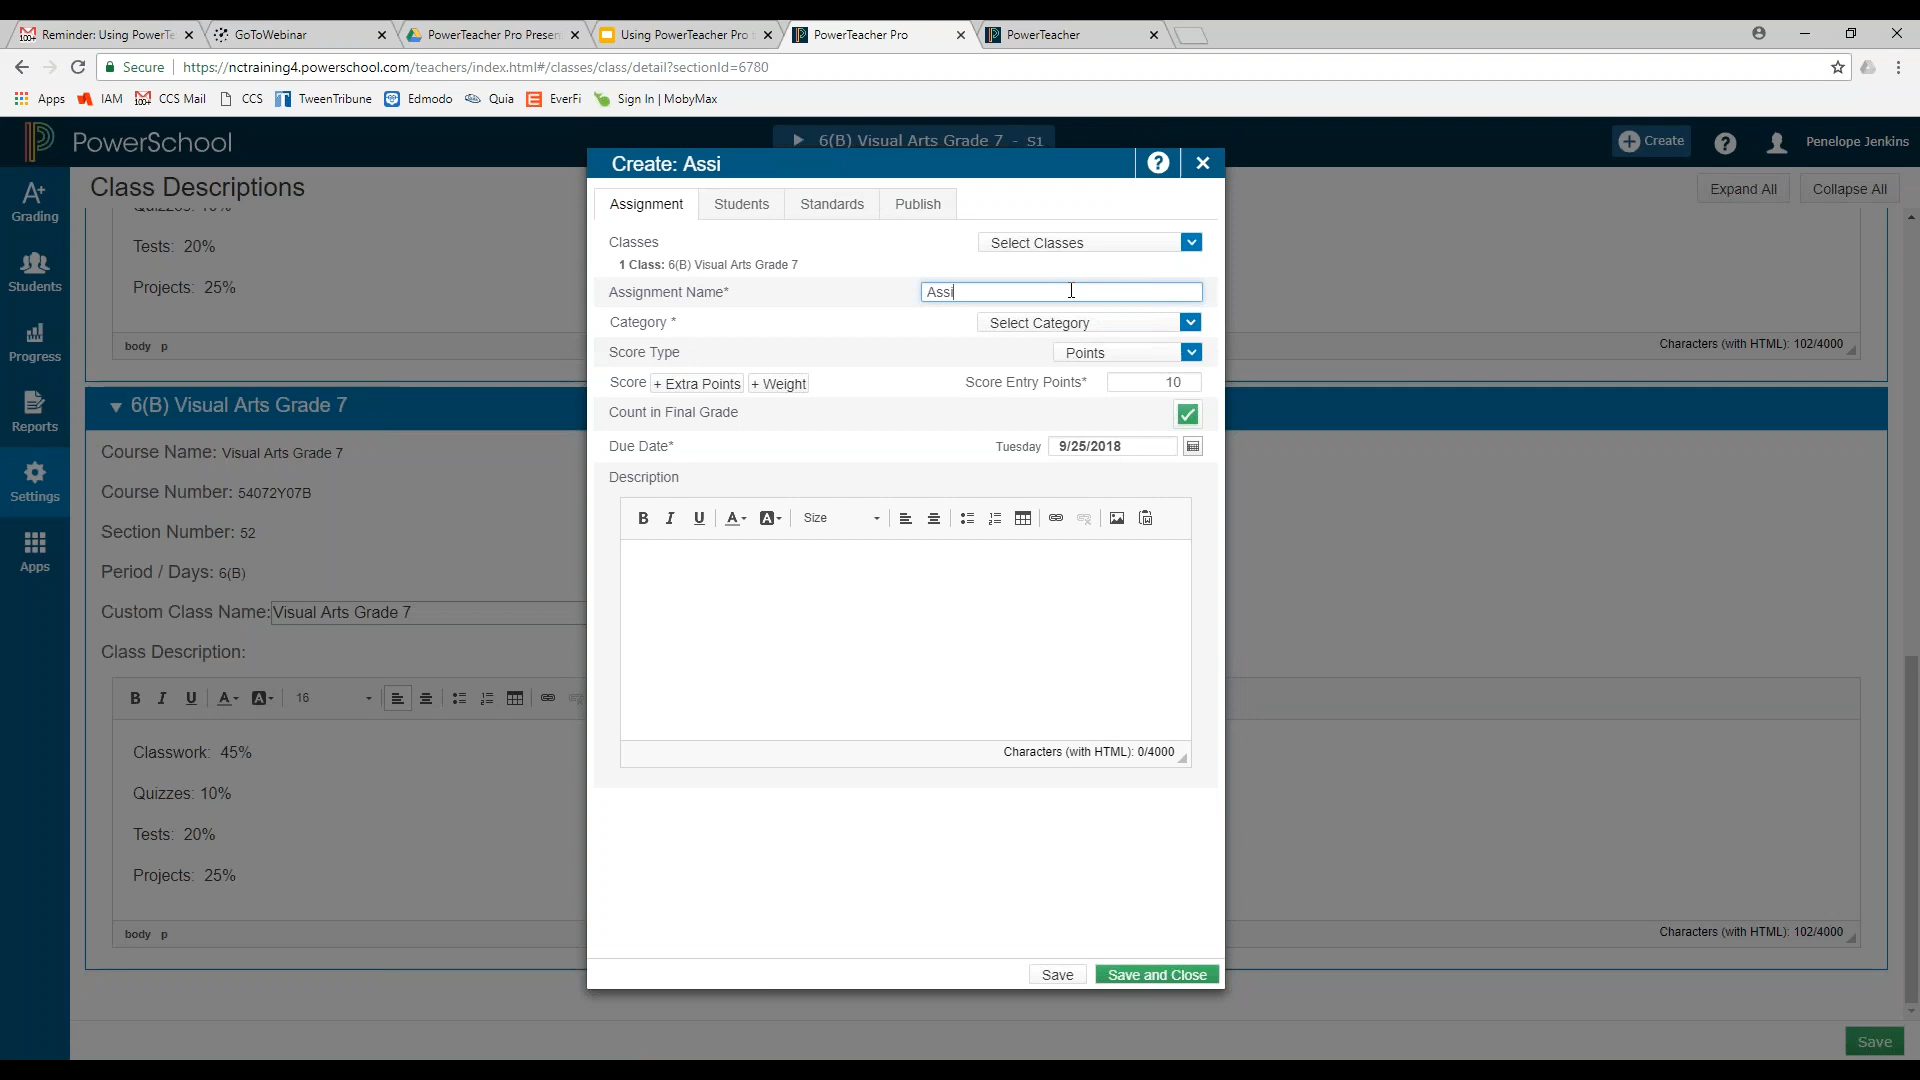 Reminder: Using PowerTe
GoToWebinar
PowerTeacher Pro Presen
Using PowerTeacher Pro t
PowerTeacher Pro
PowerTeacher
Secure
https://nctraining4.powerschool.com/teachers/index.html#/classes/class/detail?sectionId=6780
Apps
IAM
CCS Mail
CCS
TweenTribune
Edmodo
Quia
EverFi
Sign In | MobyMax
PowerSchool
6(B) Visual Arts Grade 7 - S1
Create
Penelope Jenkins
Grading
Students
Progress
Reports
Settings
Apps
Class Descriptions
Expand All
Collapse All
Tests: 20%
Projects: 25%
body p
Characters (with HTML): 102/4000
6(B) Visual Arts Grade 7
Course Name: Visual Arts Grade 7
Course Number: 54072Y07B
Section Number: 52
Period / Days: 6(B)
Custom Class Name: Visual Arts Grade 7
Class Description:
B I U A A 16
Classwork: 45%
Quizzes: 10%
Tests: 20%
Projects: 25%
body p
Characters (with HTML): 102/4000
Save
Create: Assi
Assignment Students Standards Publish
Classes Select Classes
1 Class: 6(B) Visual Arts Grade 7
Assignment Name* Assi
Category * Select Category
Score Type Points
Score + Extra Points + Weight Score Entry Points* 10
Count in Final Grade
Due Date* Tuesday 9/25/2018
Description
B I U A A Size
Characters (with HTML): 0/4000
Save Save and Close